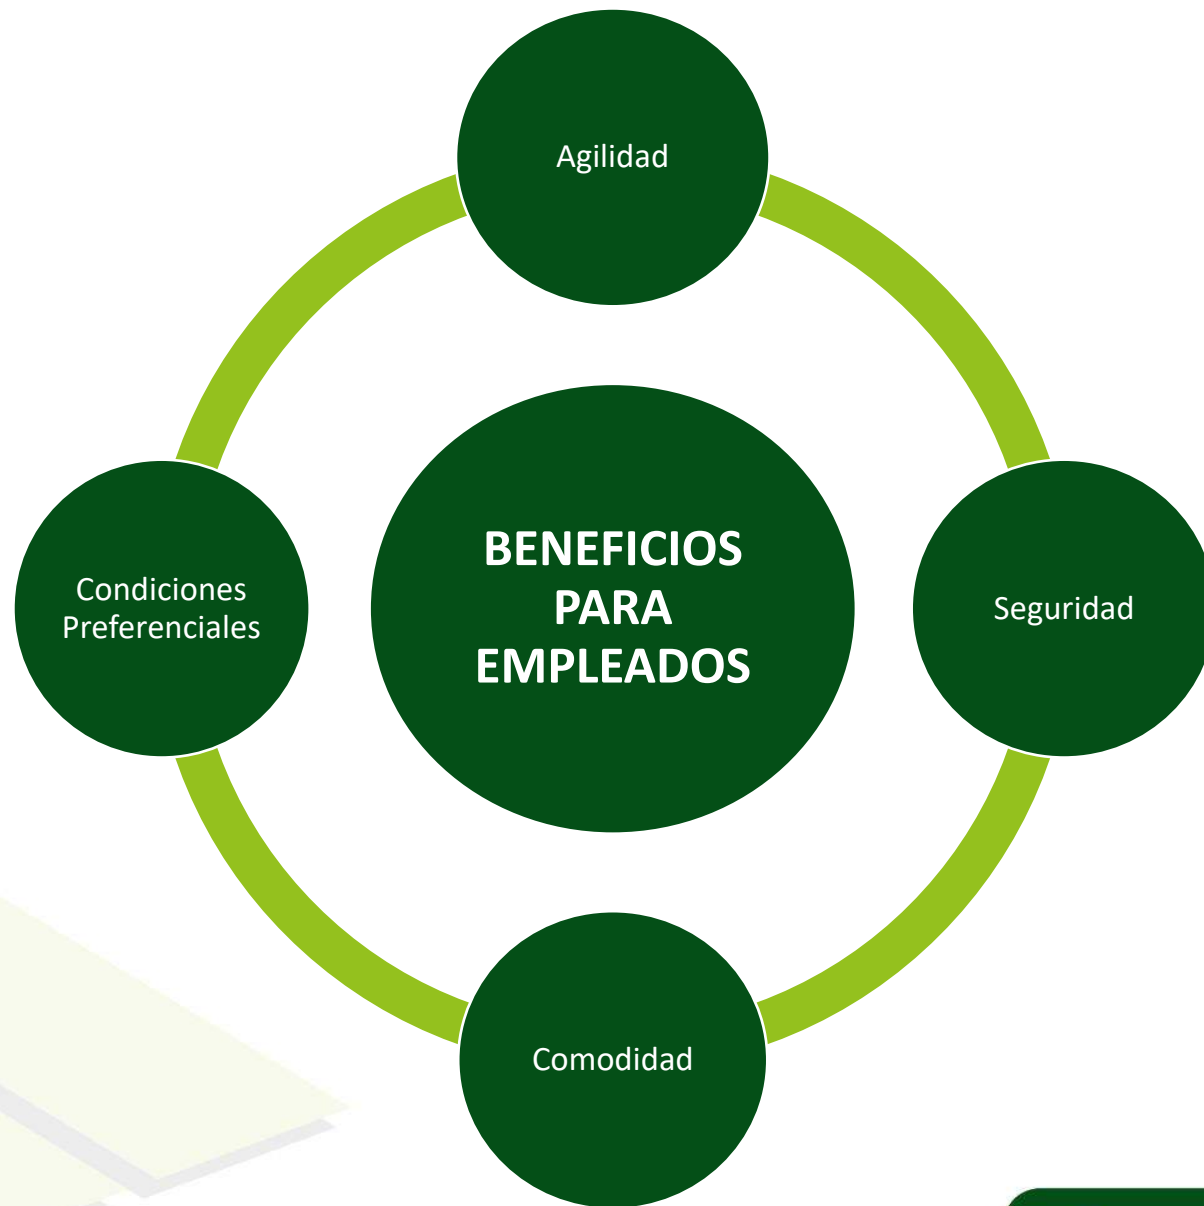 Agilidad
BENEFICIOS
PARA
EMPLEADOS
Condiciones
Preferenciales
Seguridad
Comodidad